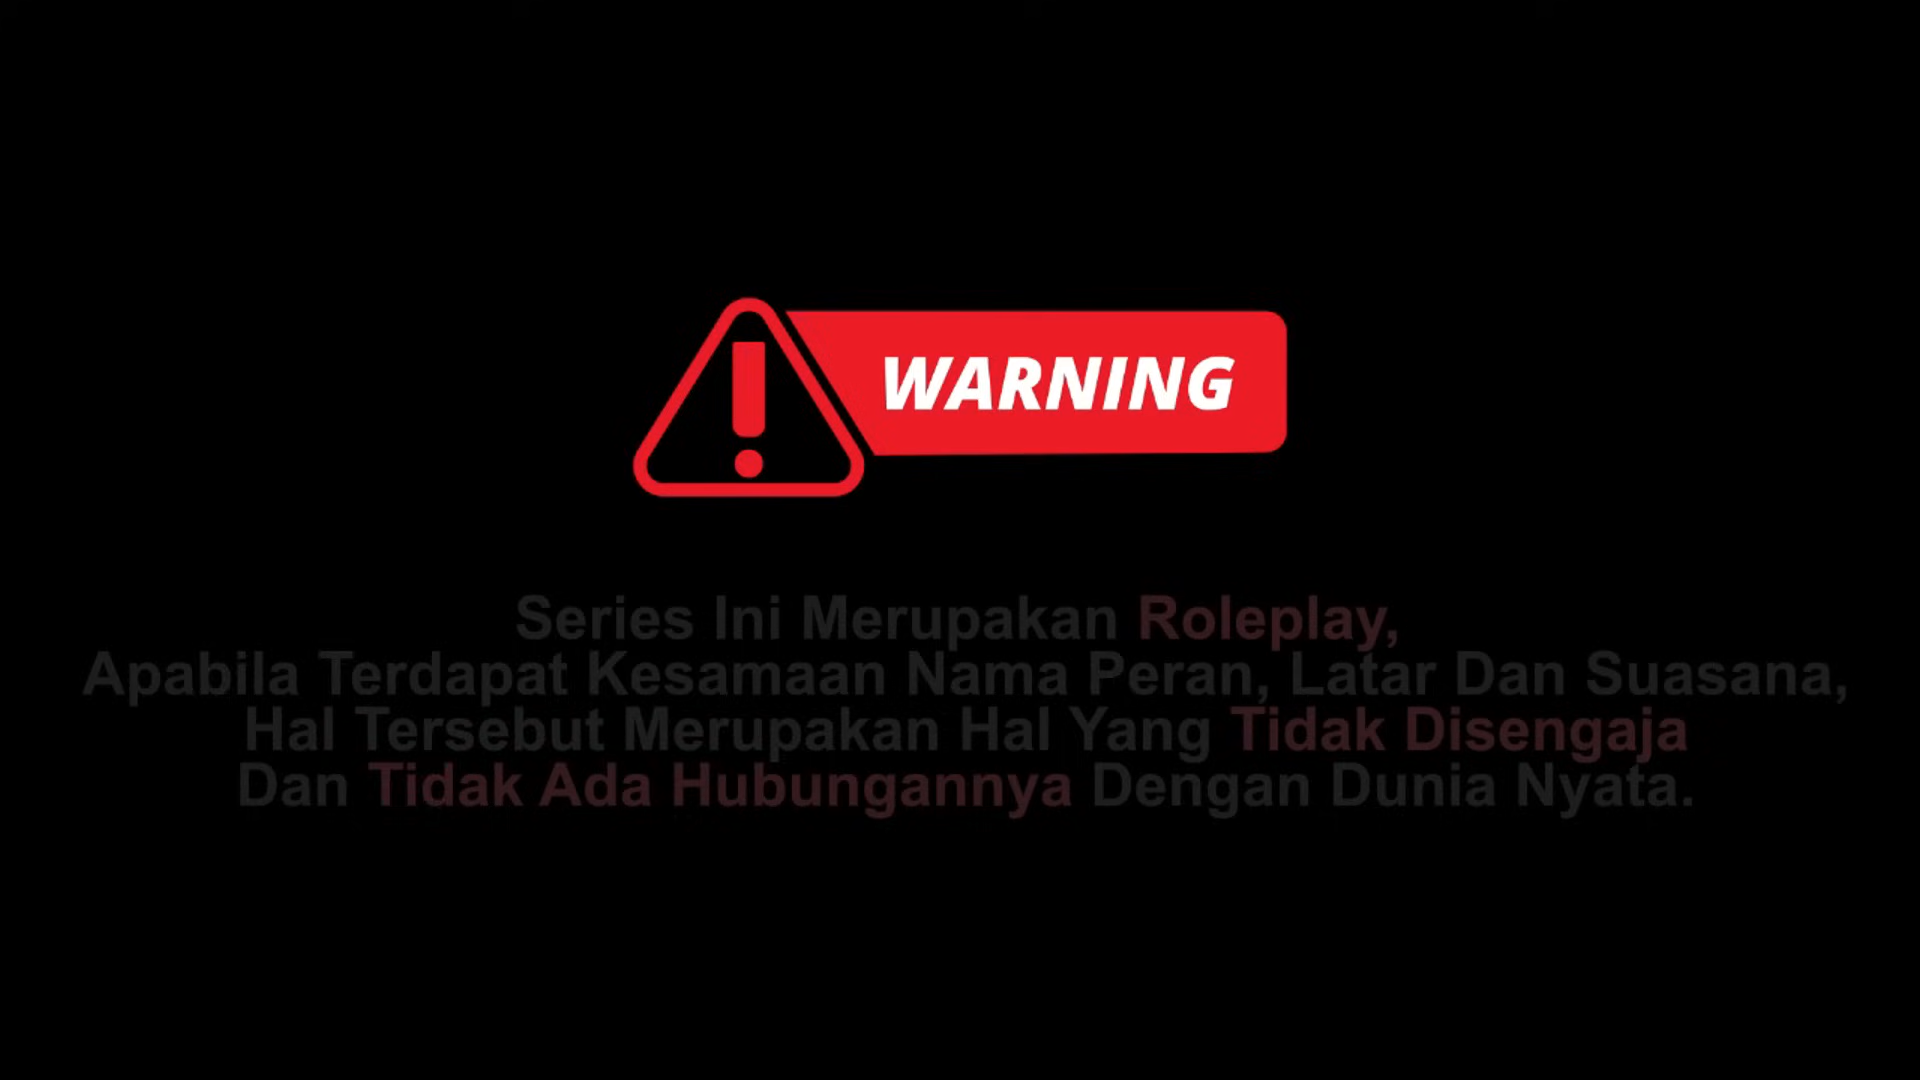 WARNING
Series Ini Merupakan Roleplay,
Apabila Terdapat Kesamaan Nama Peran, Latar Dan Suasana,
Hal Tersebut Merupakan Hal Yang Tidak Disengaja
Dan Tidak Ada Hubungannya Dengan Dunia Nyata.